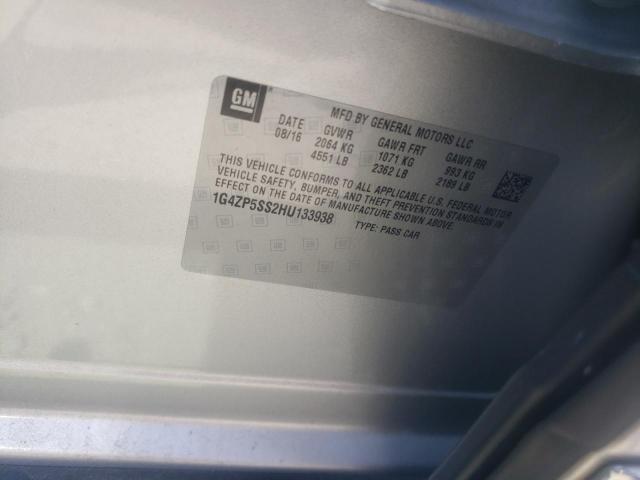 GM
MFD BY GENERAL MOTORS LLC
DATE GVWR GAWR FRT GAWR RR
08/16 2064 KG 1071 KG 993 KG
4551 LB 2362 LB 2189 LB
THIS VEHICLE CONFORMS TO ALL APPLICABLE U.S. FEDERAL MOTOR
VEHICLE SAFETY, BUMPER, AND THEFT PREVENTION STANDARDS IN
EFFECT ON THE DATE OF MANUFACTURE SHOWN ABOVE.
1G4ZP5SS2HU133938
TYPE: PASS CAR